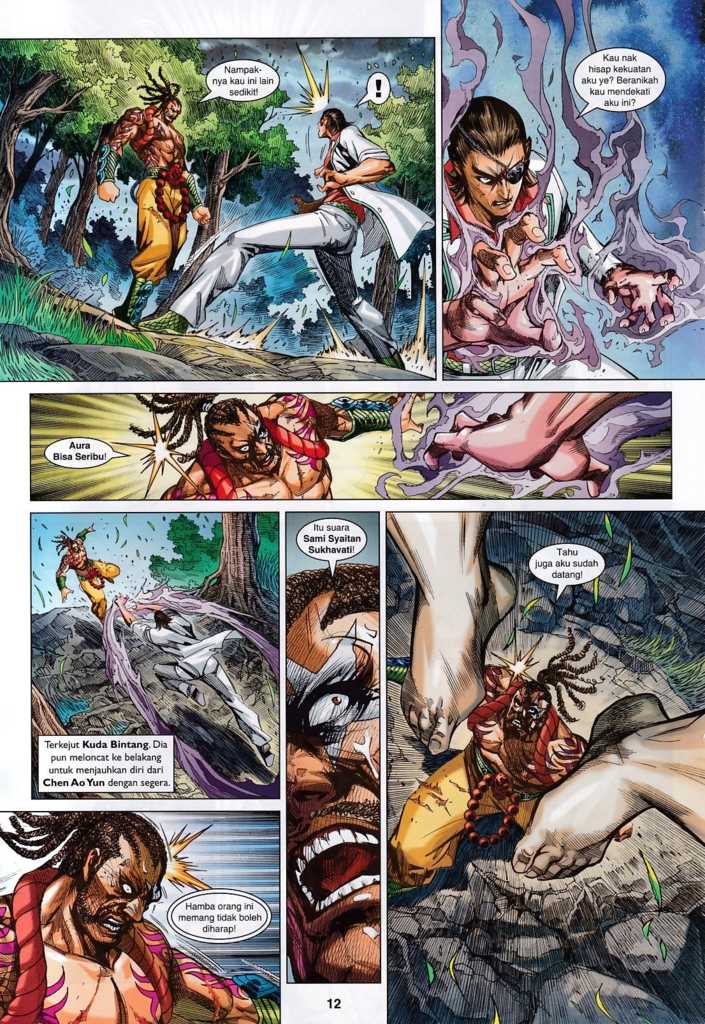 Nampak-
nya kau ini lain
sedikit!
!
Kau nak
hisap kekuatan
aku ye? Beranikah
kau mendekati
aku ini?
Aura
Bisa Seribu!
Terkejut Kuda Bintang. Dia
pun meloncat ke belakang
untuk menjauhkan diri dari
Chen Ao Yun dengan segera.
Itu suara
Sami Syaitan
Sukhavati!
Tahu
juga aku sudah
datang!
Hamba orang ini
memang tidak boleh
diharap!
12